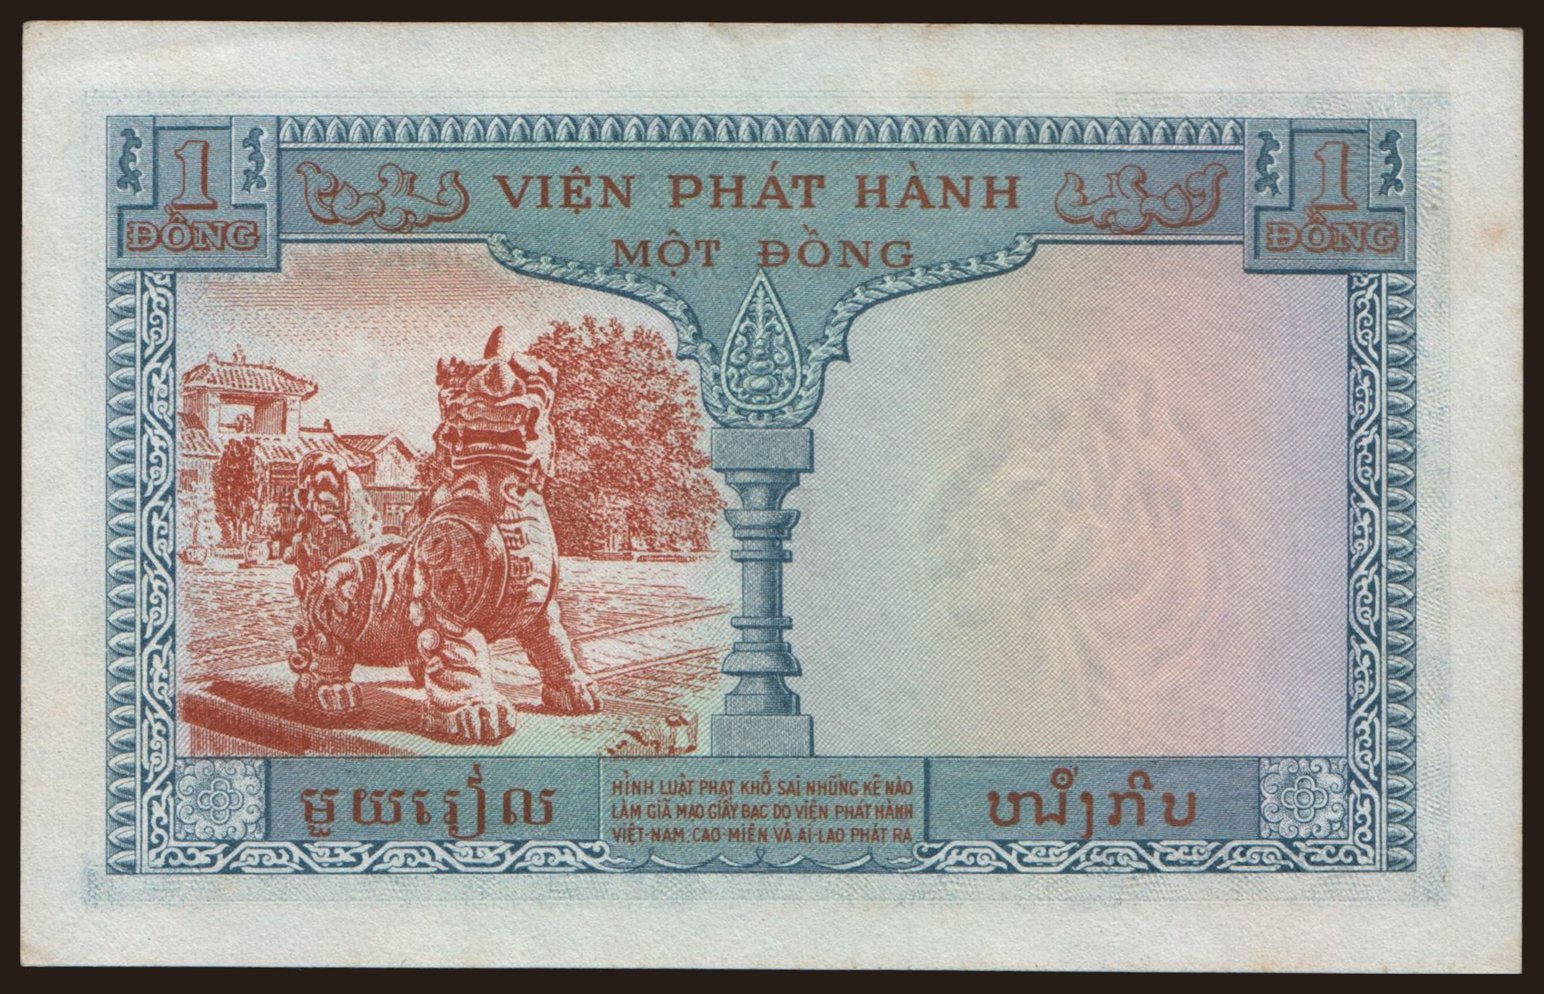 1
ĐỒNG
VIỆN PHÁT HÀNH
MỘT ĐỒNG
1
ĐỒNG
មួយរៀល
HÌNH LUẬT PHẠT KHỔ SAI NHỮNG KẼ NÀO
LÀM GIÃ MẠO GIẤY BẠC DO VIỆN PHÁT HÀNH
VIỆT-NAM, CAO-MIÊN VÀ AI-LAO PHÁT RA
ໜຶ່ງກີບ